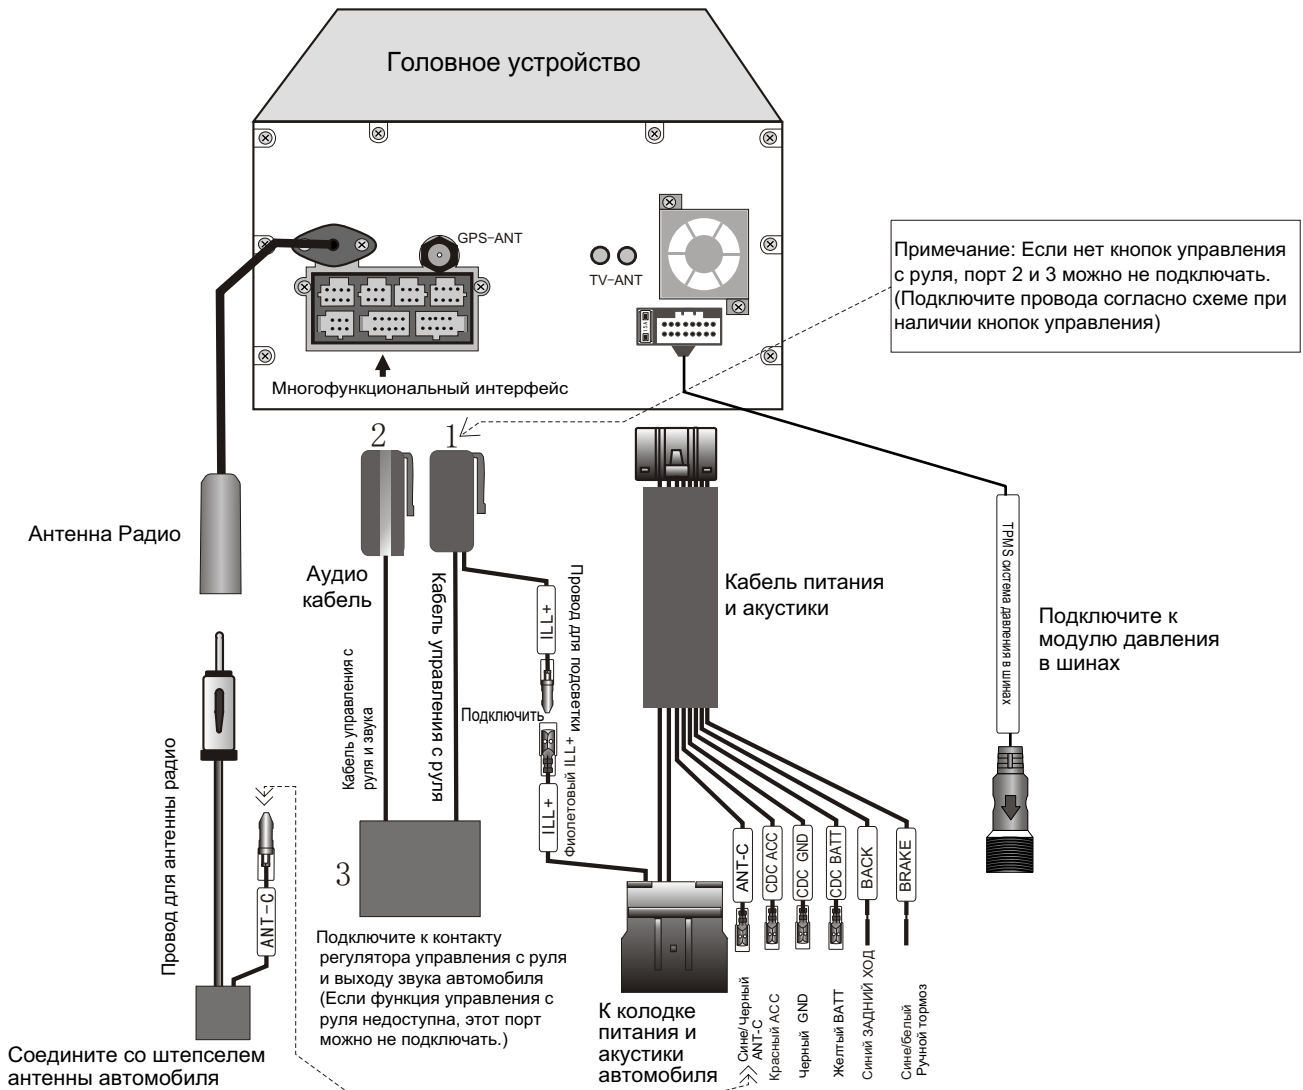 Головное устройство
GPS-ANT
TV-ANT
Примечание: Если нет кнопок управления
с руля, порт 2 и 3 можно не подключать.
(Подключите провода согласно схеме при
наличии кнопок управления)
Многофункциональный интерфейс
2
1
Антенна Радио
Аудио
кабель
Кабель управления с руля
Провод для подсветки
ILL+
Кабель питания
и акустики
TPMS система давления в шинах
Подключите к
модулю давления
в шинах
Кабель управления с
руля и звука
Подключить
Фиолетовый ILL+
ILL+
Провод для антенны радио
ANT-C
3
ANT-C
CDC ACC
CDC GND
CDC BATT
BACK
BRAKE
Подключите к контакту
регулятора управления с руля
и выходу звука автомобиля
(Если функция управления с
руля недоступна, этот порт
можно не подключать.)
К колодке
питания и
акустики
автомобиля
Сине/Черный
ANT-C
Красный ACC
Черный GND
Желтый BATT
Синий ЗАДНИЙ ХОД
Сине/белый
Ручной тормоз
Соедините со штепселем
антенны автомобиля